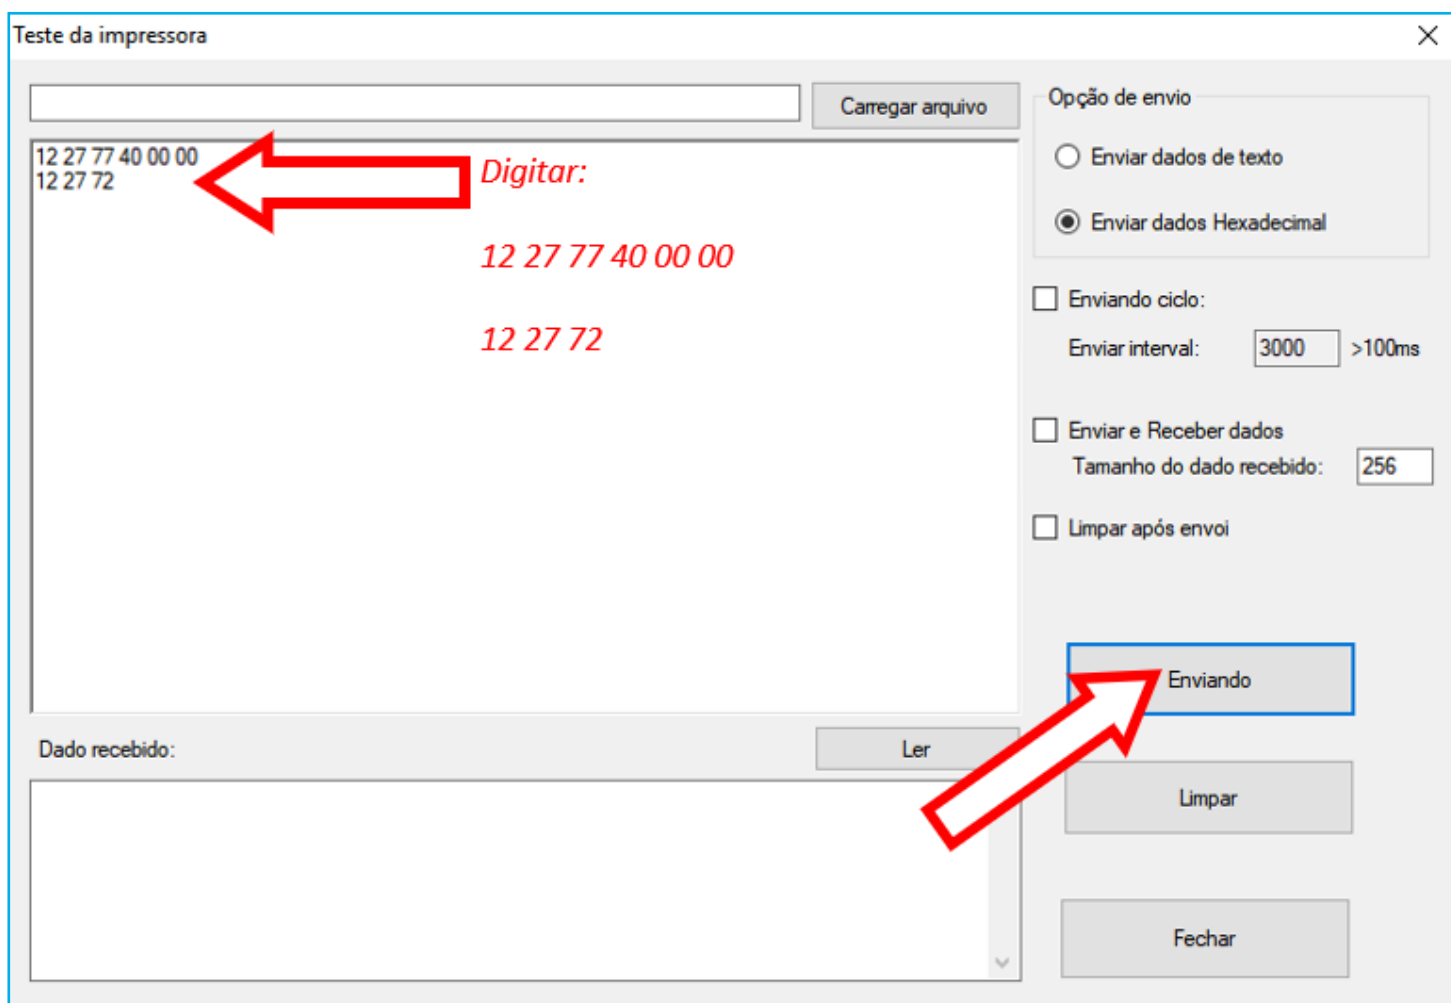 Teste da impressora
Carregar arquivo
12 27 77 40 00 00
12 27 72
Digitar:
12 27 77 40 00 00
12 27 72
Opção de envio
Enviar dados de texto
Enviar dados Hexadecimal
Enviando ciclo:
Enviar interval: 3000 >100ms
Enviar e Receber dados
Tamanho do dado recebido: 256
Limpar após envoi
Enviando
Dado recebido:
Ler
Limpar
Fechar